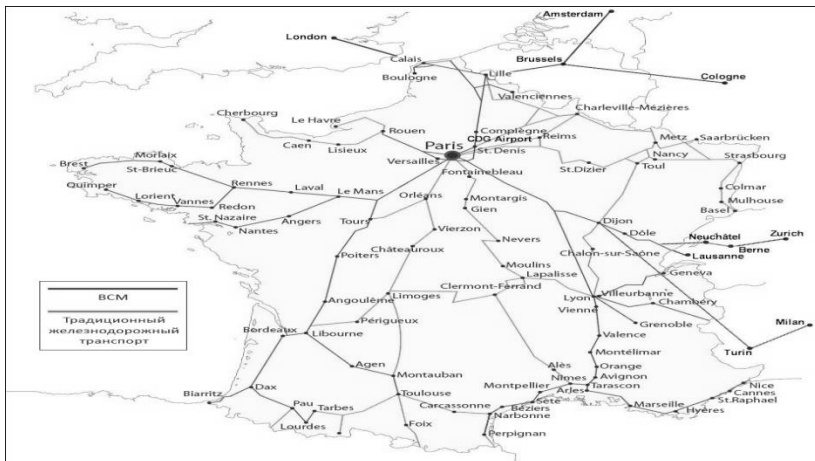 Amsterdam
London
Calais
Brussels
Boulogne
Lille
Cologne
Valenciennes
Cherbourg
Le Havre
Charleville-Mézières
Rouen
Compiègne
CDG Airport
Reims
Metz
Saarbrücken
Caen
Lisieux
Paris
St. Denis
Versailles
Nancy
Strasbourg
Brest
Morlaix
St-Brieuc
Fontainebleau
St.Dizier
Toul
Quimper
Rennes
Laval
Le Mans
Orléans
Montargis
Colmar
Lorient
Vannes
Redon
Gien
Mulhouse
St. Nazaire
Angers
Tours
Dijon
Basel
Nantes
Vierzon
Dôle
Neuchâtel
Zurich
Nevers
Berne
Châteauroux
Chalon-sur-Saône
Lausanne
Poiters
Moulins
Lapalisse
Geneva
ВСМ
Clermont-Ferrand
Villeurbanne
Традиционный
железнодорожный
транспорт
Angoulême
Limoges
Lyon
Vienne
Chambéry
Milan
Bordeaux
Libourne
Périgueux
Grenoble
Valence
Turin
Agen
Montauban
Alès
Montélimar
Orange
Biarritz
Dax
Toulouse
Montpellier
Nimes
Avignon
Arles
Tarascon
Nice
Cannes
Pau
Tarbes
Carcassonne
Béziers
Sète
Marseille
St.Raphael
Hyères
Lourdes
Foix
Narbonne
Perpignan